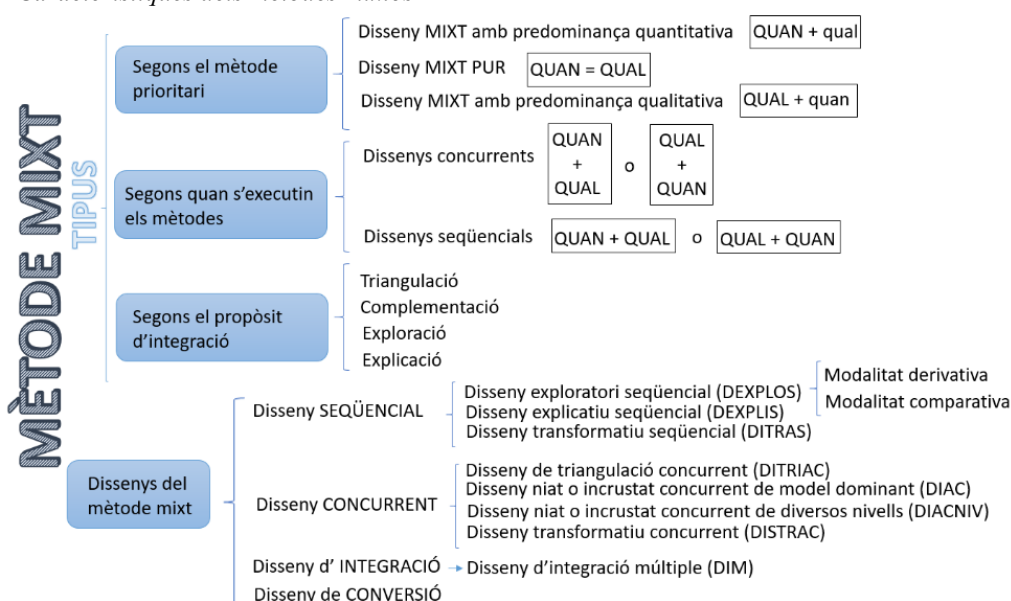 MÈTODE MIXT
TIPUS
Segons el mètode
prioritari
Disseny MIXT amb predominança quantitativa QUAN + qual
Disseny MIXT PUR QUAN = QUAL
Disseny MIXT amb predominança qualitativa QUAL + quan
Segons quan s'executin
els mètodes
Dissenys concurrents
QUAN
+
QUAL
o
QUAL
+
QUAN
Dissenys seqüencials QUAN + QUAL o QUAL + QUAN
Segons el propòsit
d'integració
Triangulació
Complementació
Exploració
Explicació
Dissenys del
mètode mixt
Disseny SEQÜENCIAL
Disseny exploratori seqüencial (DEXPLOS)
Modalitat derivativa
Modalitat comparativa
Disseny explicatiu seqüencial (DEXPLIS)
Disseny transformatiu seqüencial (DITRAS)
Disseny CONCURRENT
Disseny de triangulació concurrent (DITRIAC)
Disseny niat o incrustat concurrent de model dominant (DIAC)
Disseny niat o incrustat concurrent de diversos nivells (DIACNIV)
Disseny transformatiu concurrent (DISTRAC)
Disseny d' INTEGRACIÓ
Disseny d'integració múltiple (DIM)
Disseny de CONVERSIÓ